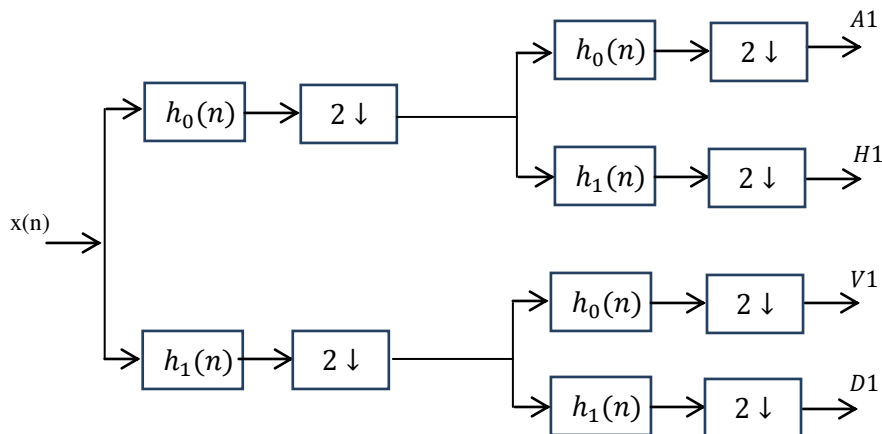 A1
h₀(n)
2 ↓
h₀(n)
2 ↓
H1
h₁(n)
2 ↓
x(n)
V1
h₀(n)
2 ↓
h₁(n)
2 ↓
D1
h₁(n)
2 ↓